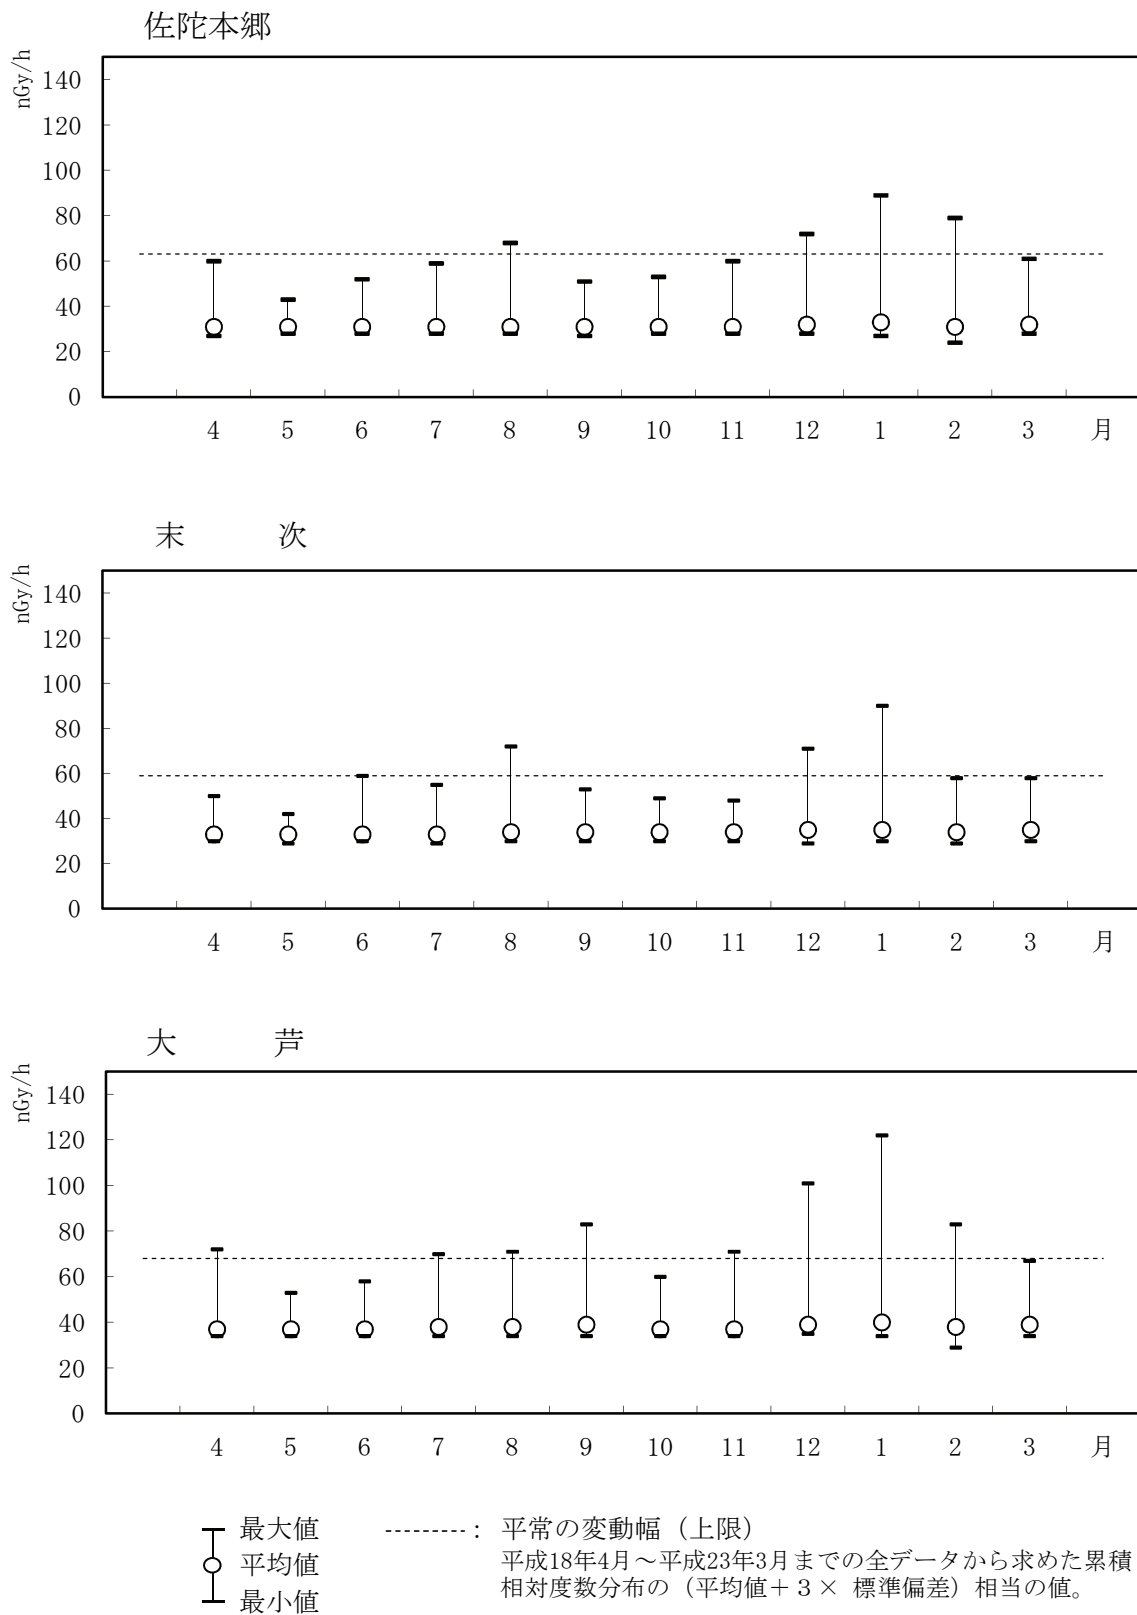 佐陀本郷
nGy/h
140
120
100
80
60
40
20
0
4 5 6 7 8 9 10 11 12 1 2 3 月
末 次
nGy/h
140
120
100
80
60
40
20
0
4 5 6 7 8 9 10 11 12 1 2 3 月
大 芦
nGy/h
140
120
100
80
60
40
20
0
4 5 6 7 8 9 10 11 12 1 2 3 月
最大値
平均値
最小値
: 平常の変動幅（上限）
平成18年4月～平成23年3月までの全データから求めた累積
相対度数分布の（平均値＋３× 標準偏差）相当の値。